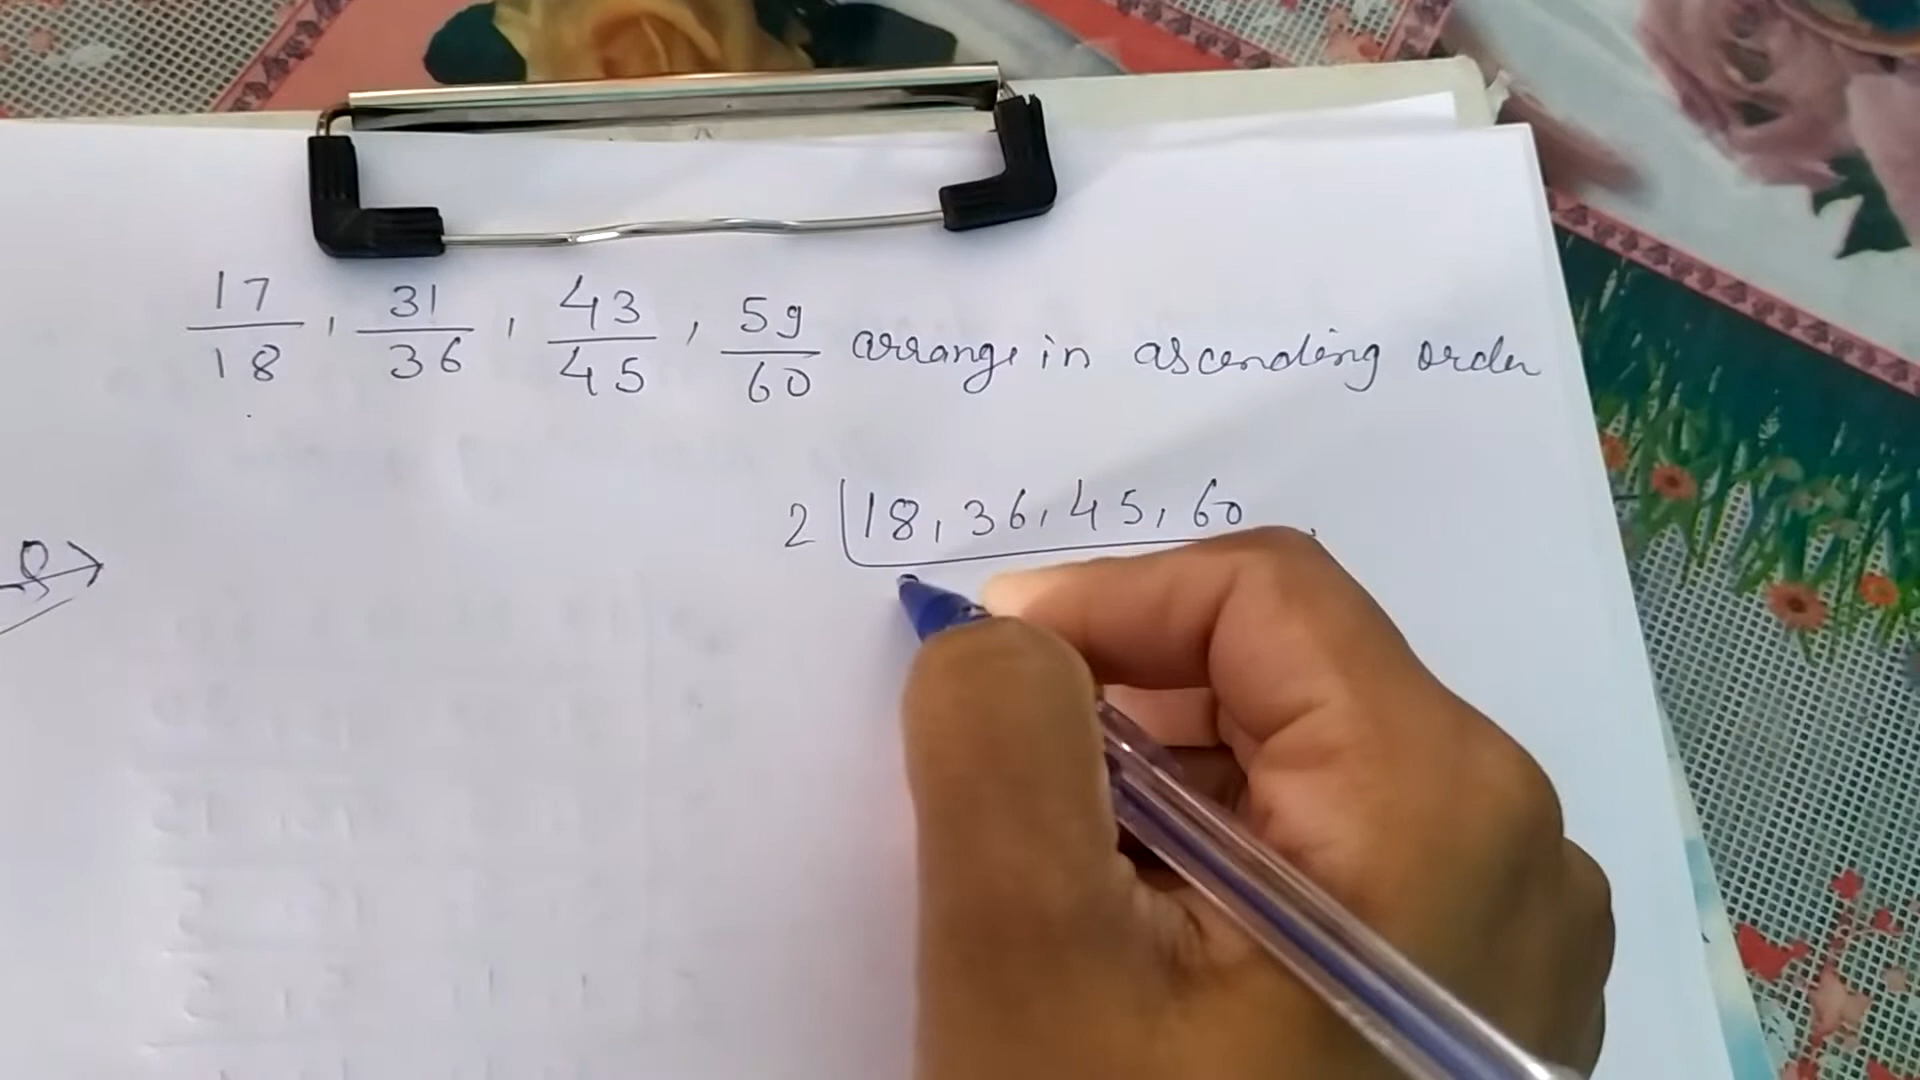 17/18, 31/36, 43/45, 59/60 arrange in ascending order
2 | 18, 36, 45, 60